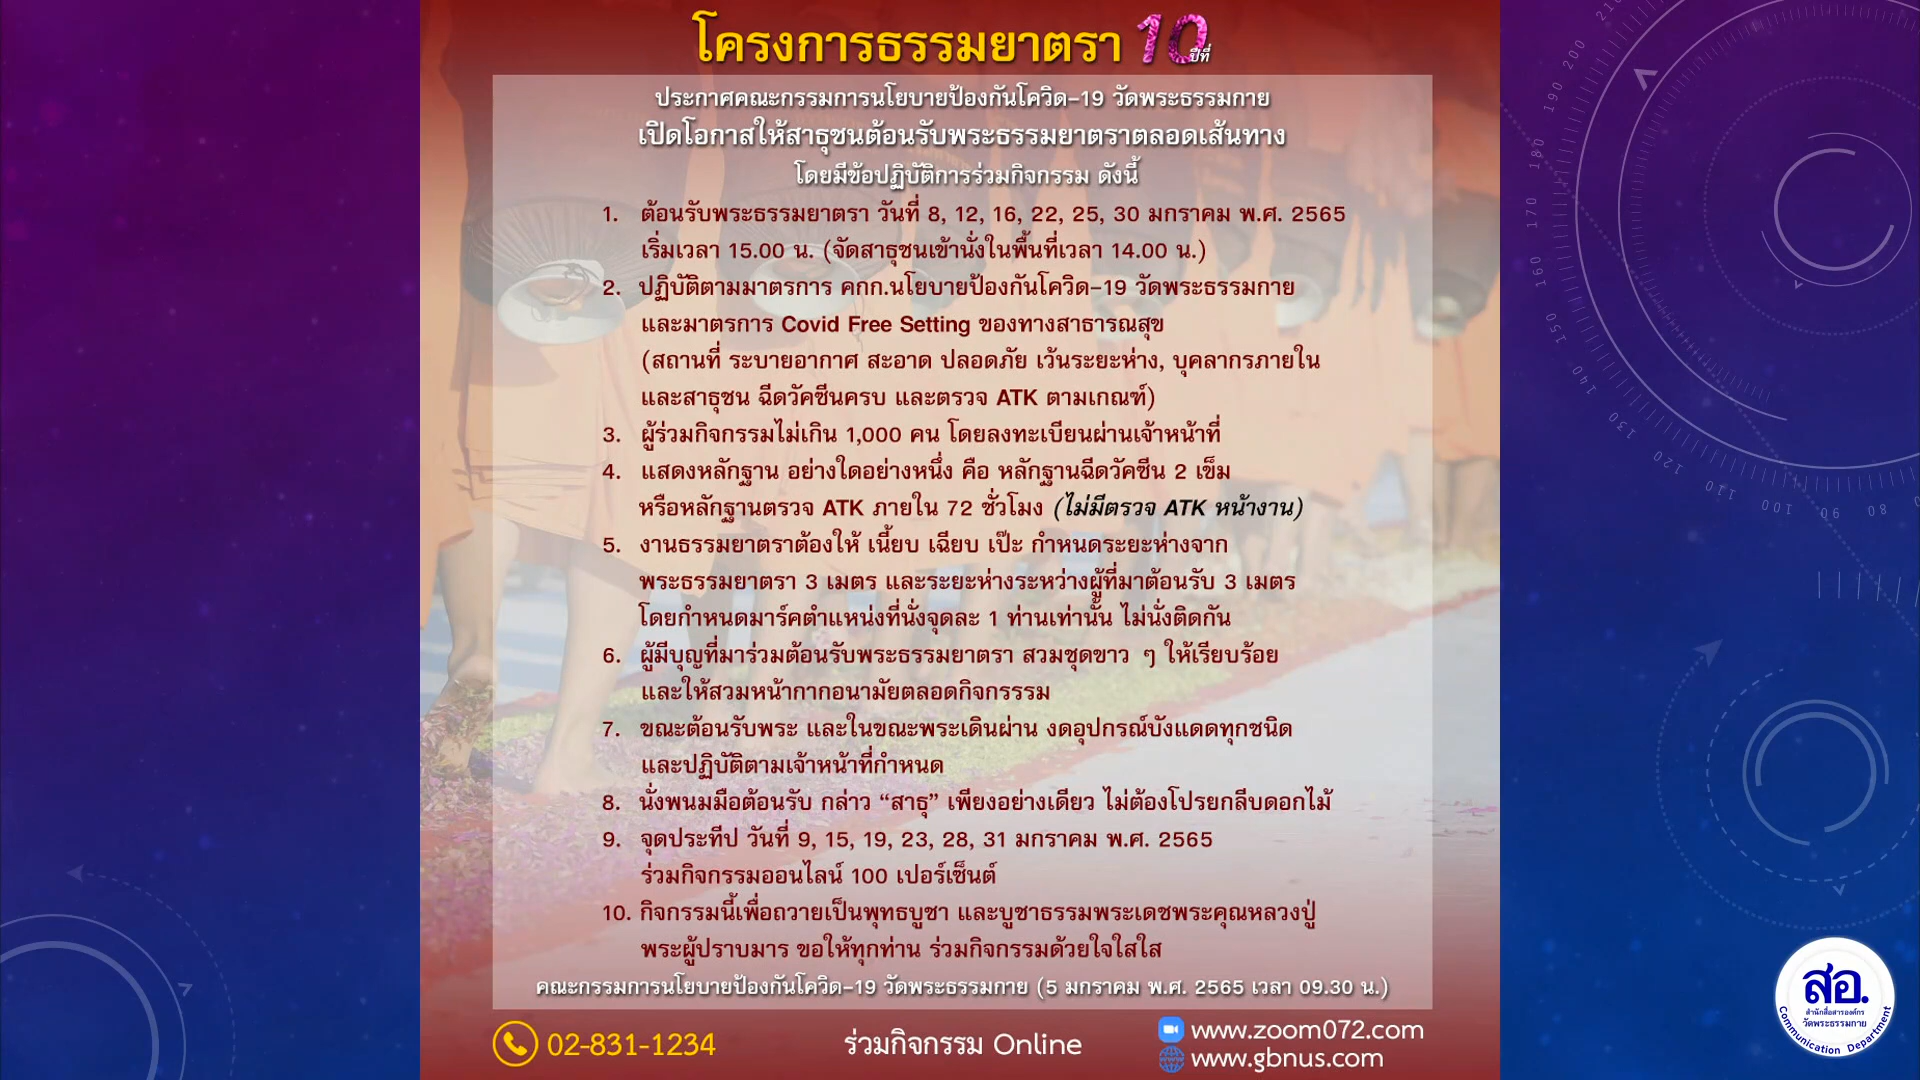 โครงการธรรมยาตรา ปีที่ 10
ประกาศคณะกรรมการนโยบายป้องกันโควิด-19 วัดพระธรรมกาย
เปิดโอกาสให้สาธุชนต้อนรับพระธรรมยาตราตลอดเส้นทาง
โดยมีข้อปฏิบัติการร่วมกิจกรรม ดังนี้
1. ต้อนรับพระธรรมยาตรา วันที่ 8, 12, 16, 22, 25, 30 มกราคม พ.ศ. 2565
เริ่มเวลา 15.00 น. (จัดสาธุชนเข้านั่งในพื้นที่เวลา 14.00 น.)
2. ปฏิบัติตามมาตรการ คกก.นโยบายป้องกันโควิด-19 วัดพระธรรมกาย
และมาตรการ Covid Free Setting ของทางสาธารณสุข
(สถานที่ ระบายอากาศ สะอาด ปลอดภัย เว้นระยะห่าง, บุคลากรภายใน
และสาธุชน ฉีดวัคซีนครบ และตรวจ ATK ตามเกณฑ์)
3. ผู้ร่วมกิจกรรมไม่เกิน 1,000 คน โดยลงทะเบียนผ่านเจ้าหน้าที่
4. แสดงหลักฐาน อย่างใดอย่างหนึ่ง คือ หลักฐานฉีดวัคซีน 2 เข็ม
หรือหลักฐานตรวจ ATK ภายใน 72 ชั่วโมง (ไม่มีตรวจ ATK หน้างาน)
5. งานธรรมยาตราต้องให้ เนี้ยบ เฉียบ เป๊ะ กำหนดระยะห่างจาก
พระธรรมยาตรา 3 เมตร และระยะห่างระหว่างผู้ที่มาต้อนรับ 3 เมตร
โดยกำหนดมาร์คตำแหน่งที่นั่งจุดละ 1 ท่านเท่านั้น ไม่นั่งติดกัน
6. ผู้มีบุญที่มาร่วมต้อนรับพระธรรมยาตรา สวมชุดขาว ๆ ให้เรียบร้อย
และให้สวมหน้ากากอนามัยตลอดกิจกรรรม
7. ขณะต้อนรับพระ และในขณะพระเดินผ่าน งดอุปกรณ์บังแดดทุกชนิด
และปฏิบัติตามเจ้าหน้าที่กำหนด
8. นั่งพนมมือต้อนรับ กล่าว “สาธุ” เพียงอย่างเดียว ไม่ต้องโปรยกลีบดอกไม้
9. จุดประทีป วันที่ 9, 15, 19, 23, 28, 31 มกราคม พ.ศ. 2565
ร่วมกิจกรรมออนไลน์ 100 เปอร์เซ็นต์
10. กิจกรรมนี้เพื่อถวายเป็นพุทธบูชา และบูชาธรรมพระเดชพระคุณหลวงปู่
พระผู้ปราบมาร ขอให้ทุกท่าน ร่วมกิจกรรมด้วยใจใสใส
คณะกรรมการนโยบายป้องกันโควิด-19 วัดพระธรรมกาย (5 มกราคม พ.ศ. 2565 เวลา 09.30 น.)
02-831-1234
ร่วมกิจกรรม Online
www.zoom072.com
www.gbnus.com
สอ.
สำนักสื่อสารองค์กร
วัดพระธรรมกาย
Communication Department
210
200
190
180
170
160
150
140
130
120
110
100
90
80